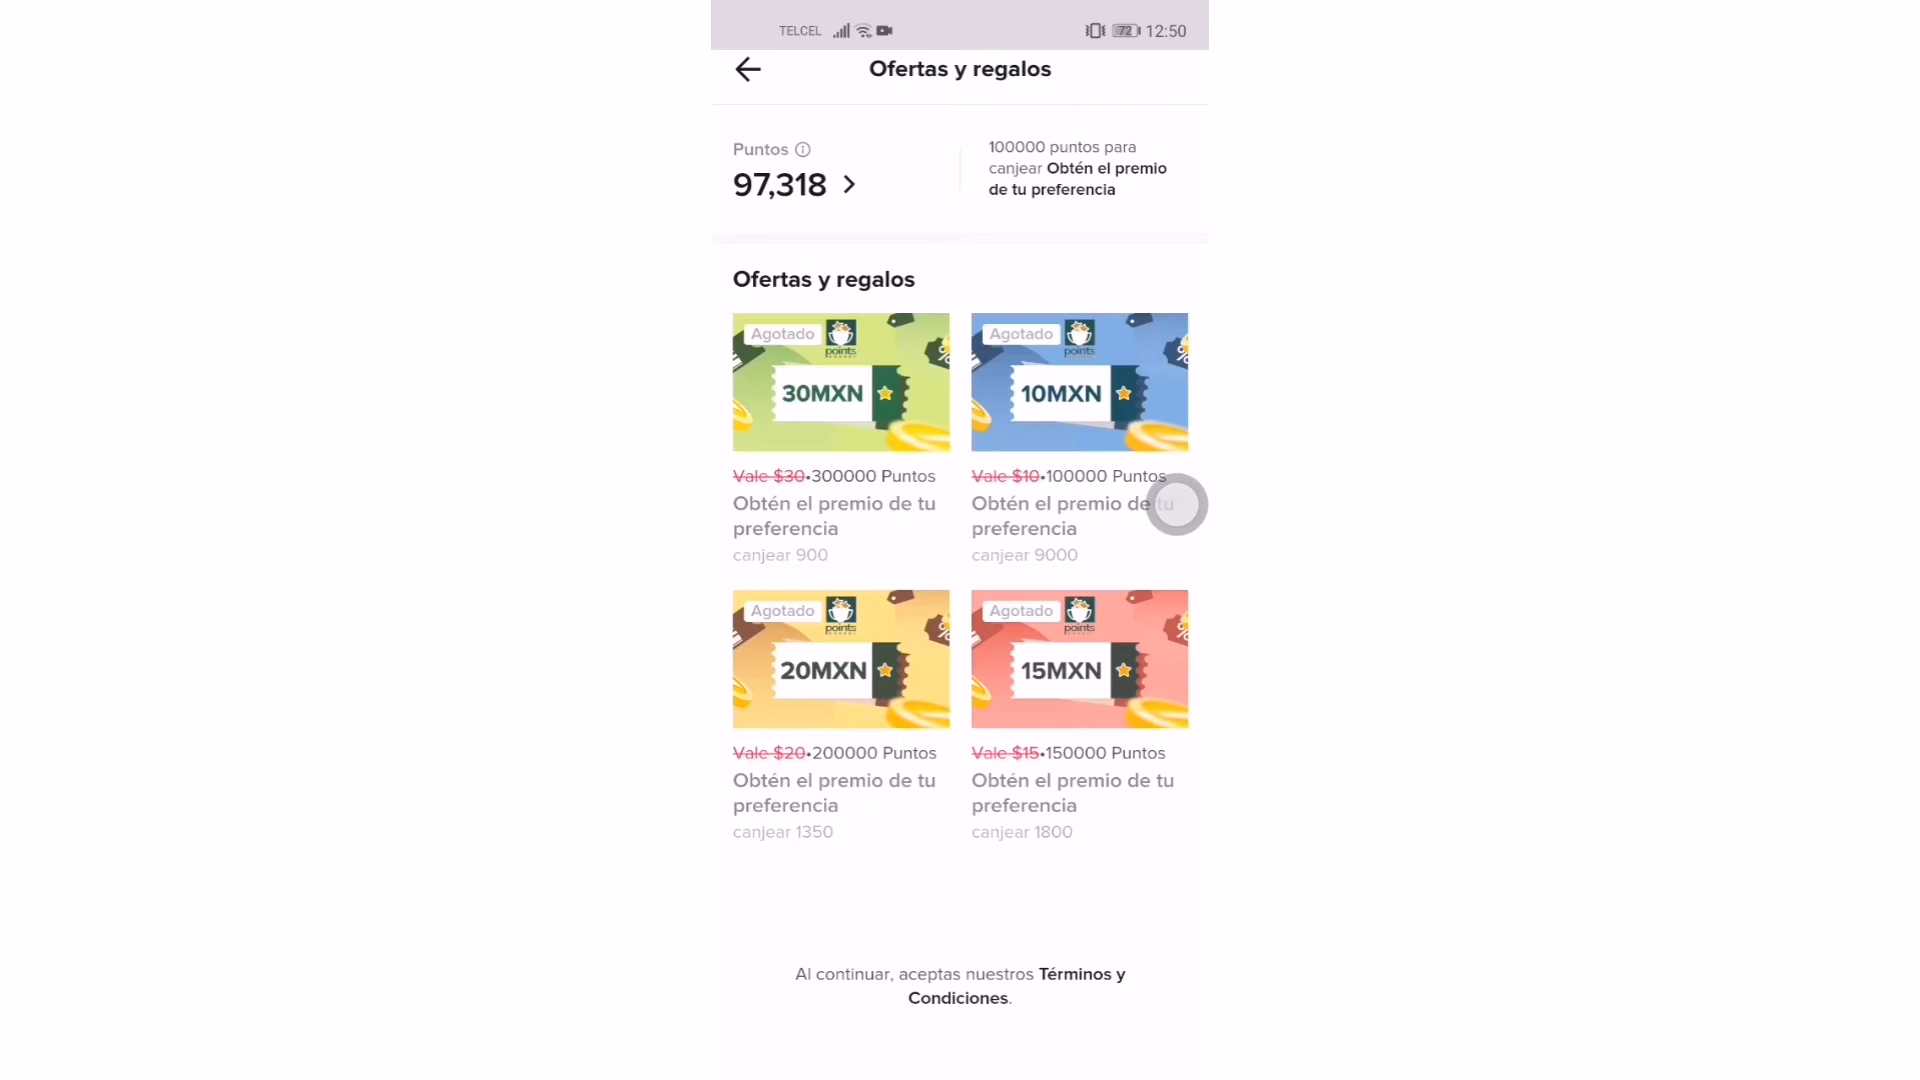 TELCEL
72 12:50
Ofertas y regalos
Puntos
97,318
100000 puntos para
canjear Obtén el premio
de tu preferencia
Ofertas y regalos
Agotado
points
30MXN
Vale $30•300000 Puntos
Obtén el premio de tu
preferencia
canjear 900
Agotado
points
10MXN
Vale $10•100000 Puntos
Obtén el premio de tu
preferencia
canjear 9000
Agotado
points
20MXN
Vale $20•200000 Puntos
Obtén el premio de tu
preferencia
canjear 1350
Agotado
points
15MXN
Vale $15•150000 Puntos
Obtén el premio de tu
preferencia
canjear 1800
Al continuar, aceptas nuestros Términos y
Condiciones.